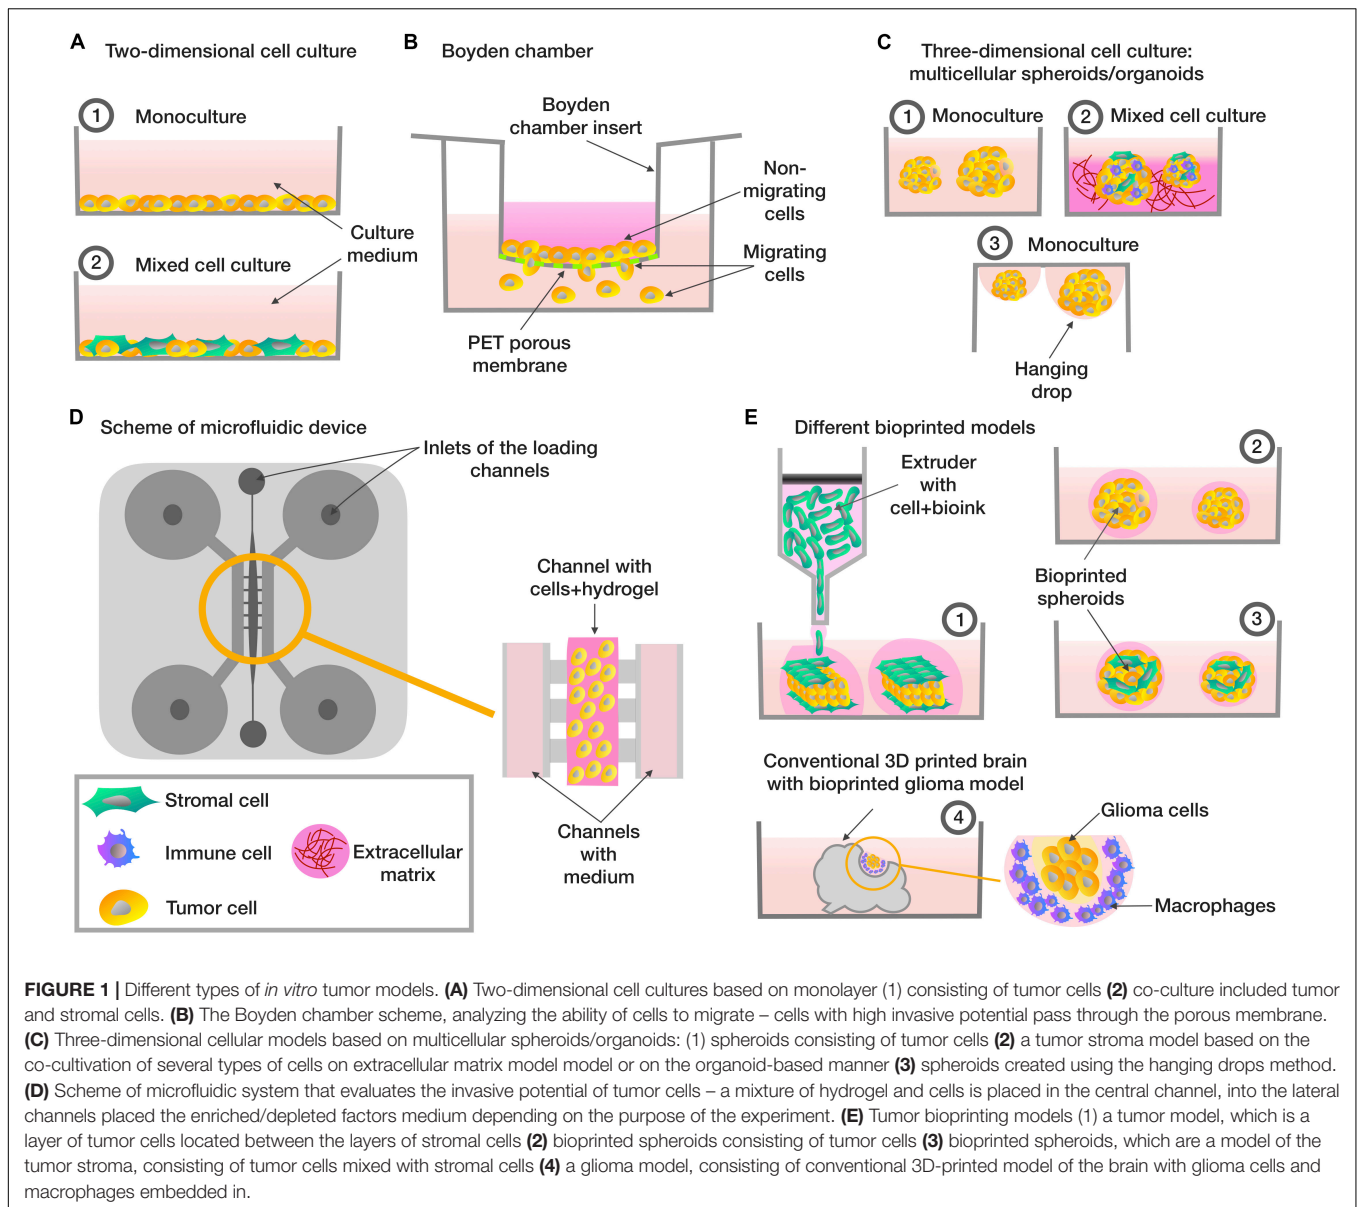 A
Two-dimensional cell culture
1
Monoculture
Culture
medium
2
Mixed cell culture
B
Boyden chamber
Boyden
chamber insert
Non-
migrating
cells
Migrating
cells
PET porous
membrane
C
Three-dimensional cell culture:
multicellular spheroids/organoids
1
Monoculture
2
Mixed cell culture
3
Monoculture
Hanging
drop
D
Scheme of microfluidic device
Inlets of the loading
channels
Channel with
cells+hydrogel
Channels
with
medium
Stromal cell
Immune cell
Extracellular
matrix
Tumor cell
E
Different bioprinted models
Extruder
with
cell+bioink
1
2
Bioprinted
spheroids
3
Conventional 3D printed brain
with bioprinted glioma model
4
Glioma cells
Macrophages
FIGURE 1 | Different types of in vitro tumor models. (A) Two-dimensional cell cultures based on monolayer (1) consisting of tumor cells (2) co-culture included tumor
and stromal cells. (B) The Boyden chamber scheme, analyzing the ability of cells to migrate – cells with high invasive potential pass through the porous membrane.
(C) Three-dimensional cellular models based on multicellular spheroids/organoids: (1) spheroids consisting of tumor cells (2) a tumor stroma model based on the
co-cultivation of several types of cells on extracellular matrix model model or on the organoid-based manner (3) spheroids created using the hanging drops method.
(D) Scheme of microfluidic system that evaluates the invasive potential of tumor cells – a mixture of hydrogel and cells is placed in the central channel, into the lateral
channels placed the enriched/depleted factors medium depending on the purpose of the experiment. (E) Tumor bioprinting models (1) a tumor model, which is a
layer of tumor cells located between the layers of stromal cells (2) bioprinted spheroids consisting of tumor cells (3) bioprinted spheroids, which are a model of the
tumor stroma, consisting of tumor cells mixed with stromal cells (4) a glioma model, consisting of conventional 3D-printed model of the brain with glioma cells and
macrophages embedded in.